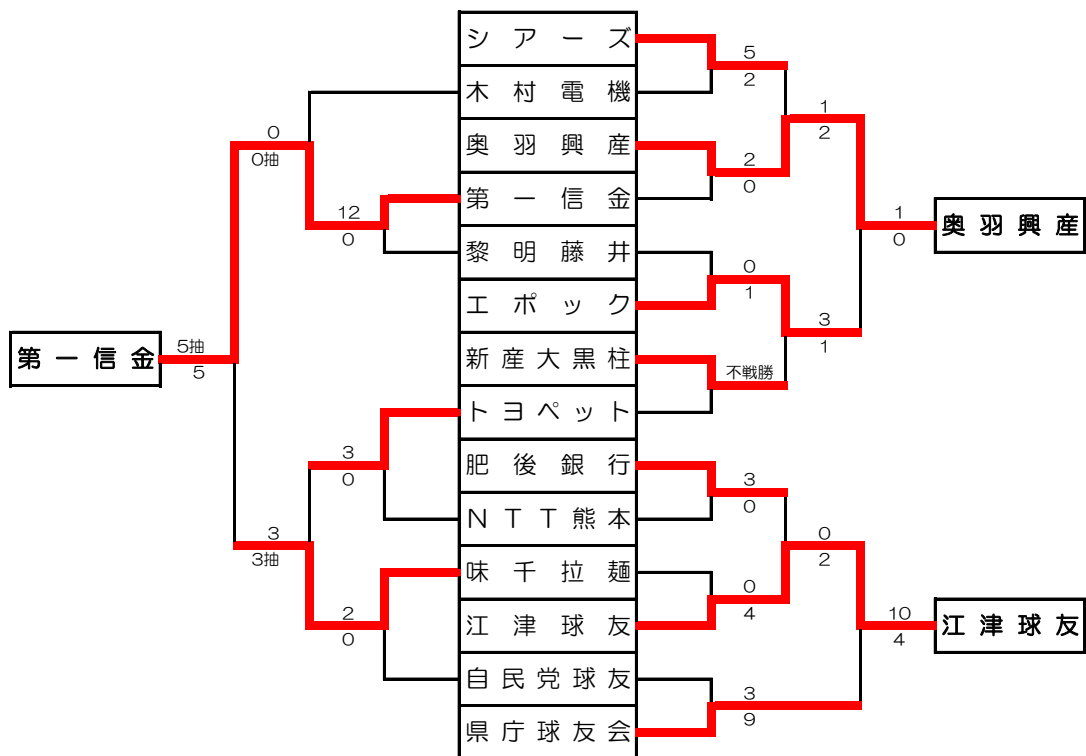 シアーズ
木村電機
奥羽興産
第一信金
黎明藤井
エポック
新産大黒柱
トヨペット
肥後銀行
NTT熊本
味千拉麺
江津球友
自民党球友
県庁球友会
第一信金
5抽
5
0
0抽
12
0
3
0
3
3抽
2
0
5
2
1
2
2
0
1
0
奥羽興産
0
1
3
1
不戦勝
3
0
0
2
0
4
10
4
江津球友
3
9